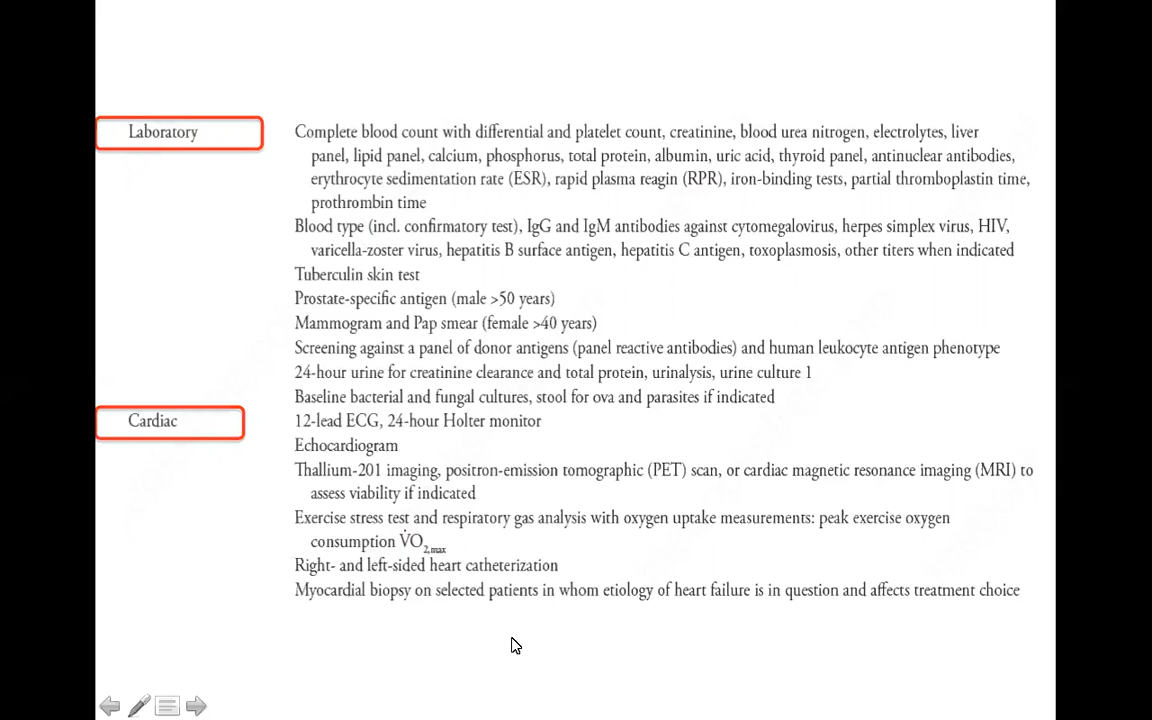 Laboratory
Complete blood count with differential and platelet count, creatinine, blood urea nitrogen, electrolytes, liver
panel, lipid panel, calcium, phosphorus, total protein, albumin, uric acid, thyroid panel, antinuclear antibodies,
erythrocyte sedimentation rate (ESR), rapid plasma reagin (RPR), iron-binding tests, partial thromboplastin time,
prothrombin time
Blood type (incl. confirmatory test), IgG and IgM antibodies against cytomegalovirus, herpes simplex virus, HIV,
varicella-zoster virus, hepatitis B surface antigen, hepatitis C antigen, toxoplasmosis, other titers when indicated
Tuberculin skin test
Prostate-specific antigen (male >50 years)
Mammogram and Pap smear (female >40 years)
Screening against a panel of donor antigens (panel reactive antibodies) and human leukocyte antigen phenotype
24-hour urine for creatinine clearance and total protein, urinalysis, urine culture 1
Baseline bacterial and fungal cultures, stool for ova and parasites if indicated
Cardiac
12-lead ECG, 24-hour Holter monitor
Echocardiogram
Thallium-201 imaging, positron-emission tomographic (PET) scan, or cardiac magnetic resonance imaging (MRI) to
assess viability if indicated
Exercise stress test and respiratory gas analysis with oxygen uptake measurements: peak exercise oxygen
consumption V̇O2,max
Right- and left-sided heart catheterization
Myocardial biopsy on selected patients in whom etiology of heart failure is in question and affects treatment choice